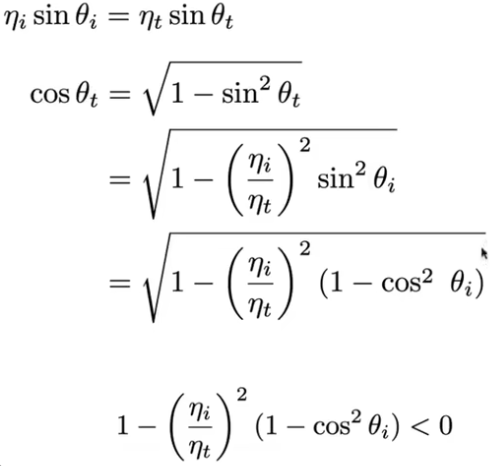 η_i sin θ_i = η_t sin θ_t
cos θ_t = √(1 − sin² θ_t)
= √(1 − (η_i/η_t)² sin² θ_i)
= √(1 − (η_i/η_t)² (1 − cos² θ_i))
1 − (η_i/η_t)² (1 − cos² θ_i) < 0